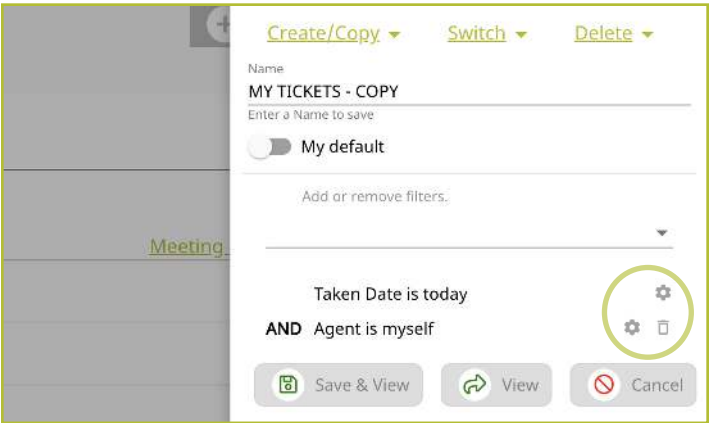 Create/Copy Switch Delete
Name
MY TICKETS - COPY
Enter a Name to save
My default
Add or remove filters.
Meeting
Taken Date is today
AND Agent is myself
Save & View View Cancel